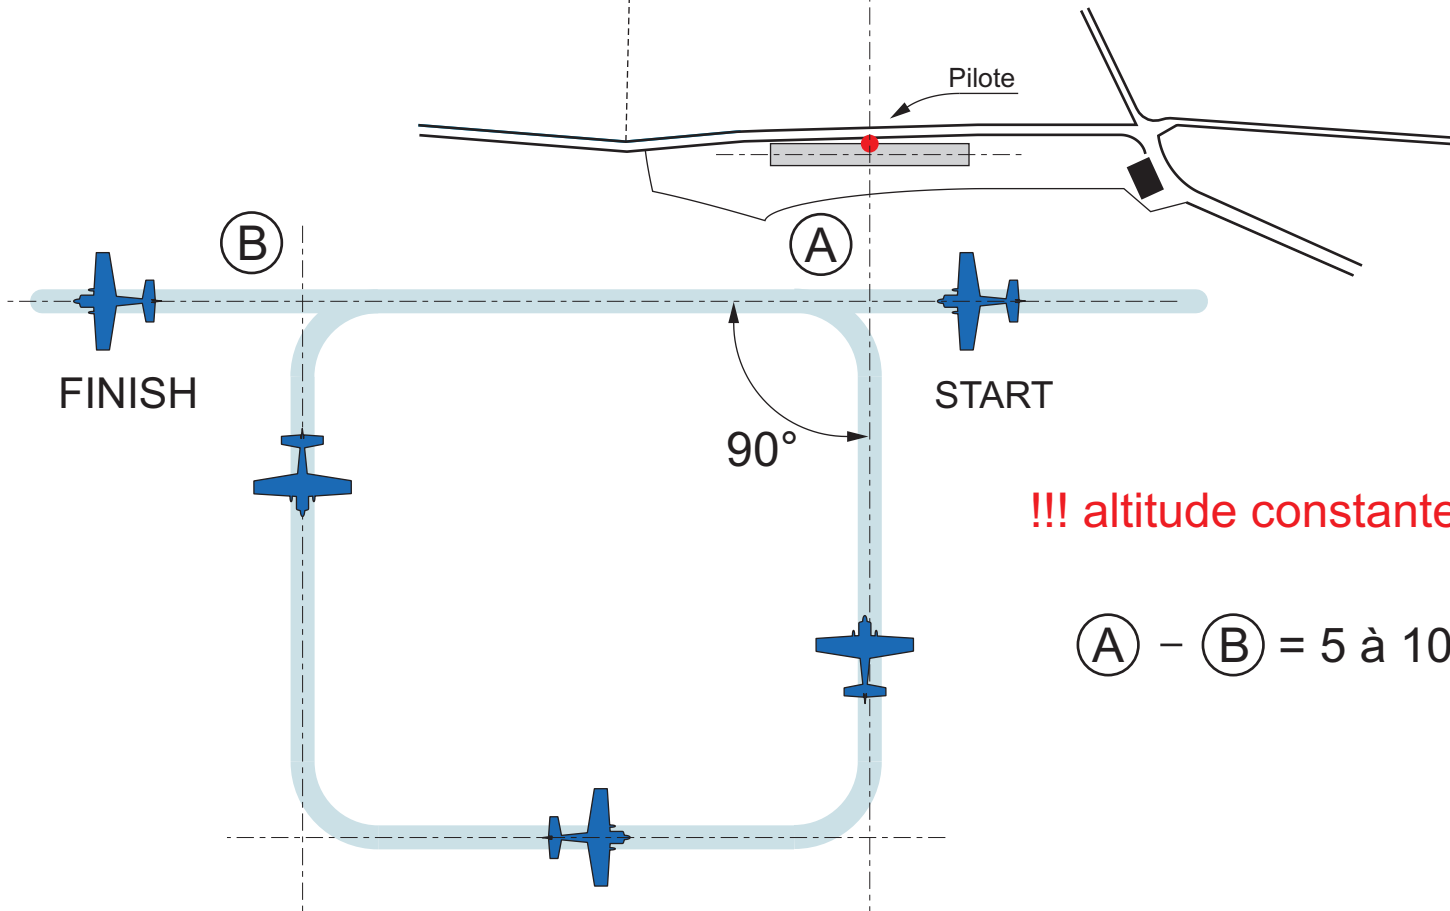 Pilote
B
A
FINISH
START
90°
!!! altitude constante
A – B = 5 à 10